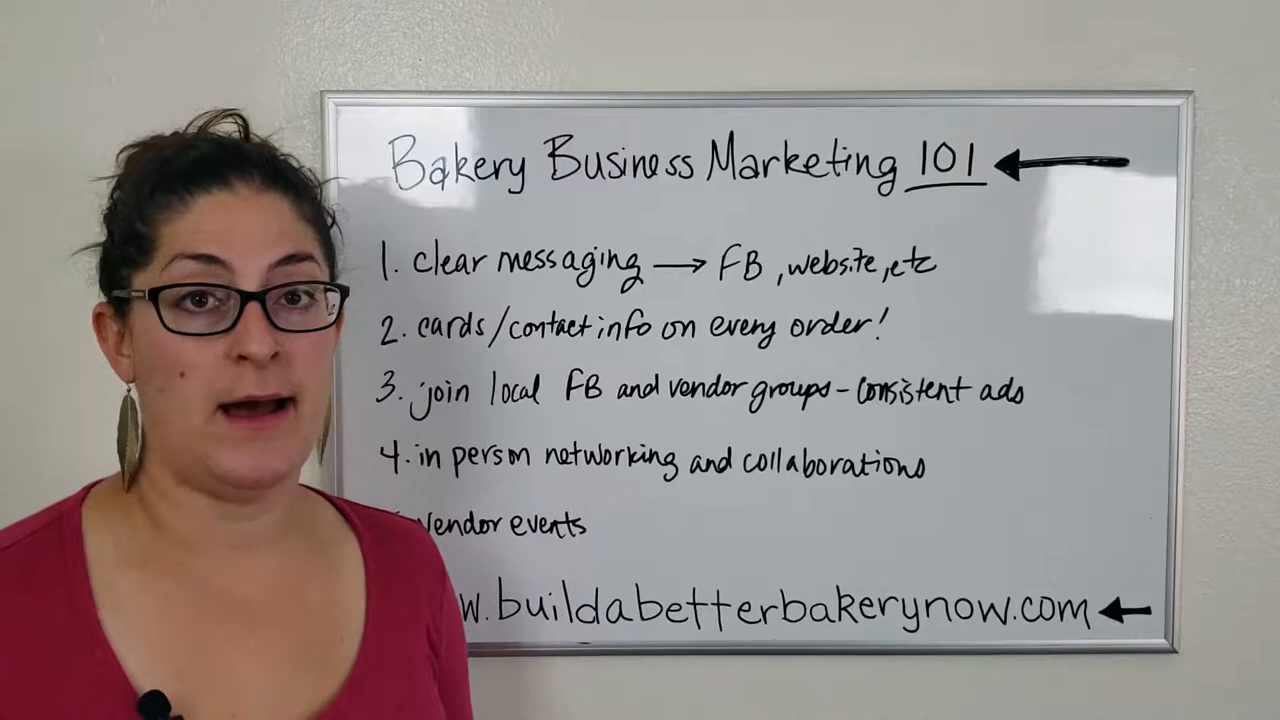 Bakery Business Marketing 101
1. clear messaging → FB, website, etc
2. cards/contact info on every order!
3. join local FB and vendor groups - consistent ads
4. in person networking and collaborations
vendor events
w.buildabetterbakerynow.com